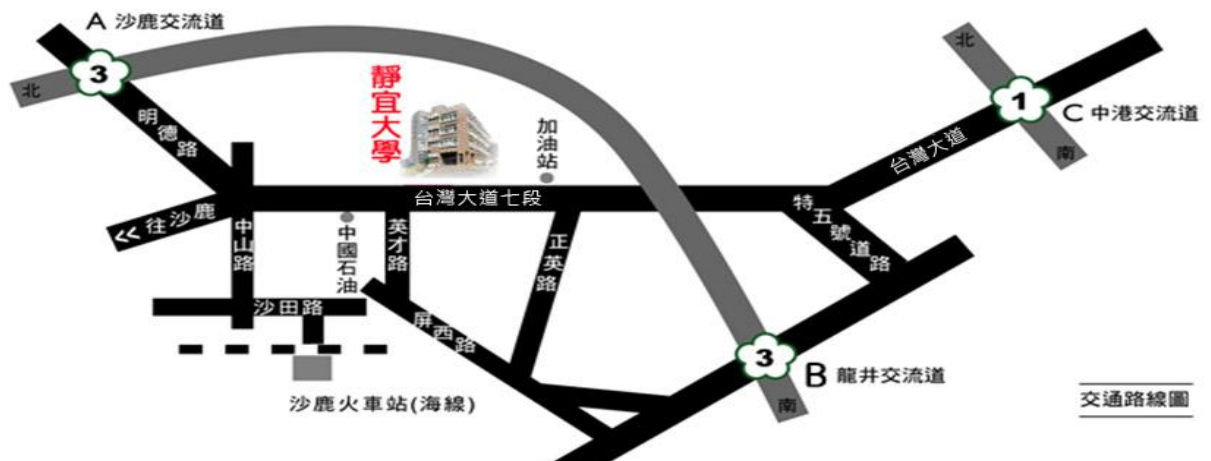 A 沙鹿交流道
3
北
明德路
靜宜大學
加油站
北
1
C 中港交流道
南
台灣大道
台灣大道七段
<<往沙鹿
中山路
中國石油
英才路
正英路
特五號道路
沙田路
屏西路
3
B 龍井交流道
南
沙鹿火車站(海線)
交通路線圖